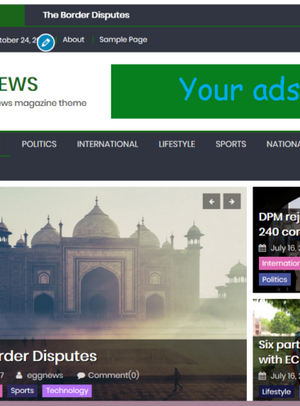 The Border Disputes
tober 24, 2
About
Sample Page
EWS
ws magazine theme
Your ads
POLITICS
INTERNATIONAL
LIFESTYLE
SPORTS
NATIONA
DPM rej
240 cor
July 16,
Internation
Politics
rder Disputes
7
eggnews
Comment(0)
Sports
Technology
Six part
with EC
July 16, 2
Lifestyle